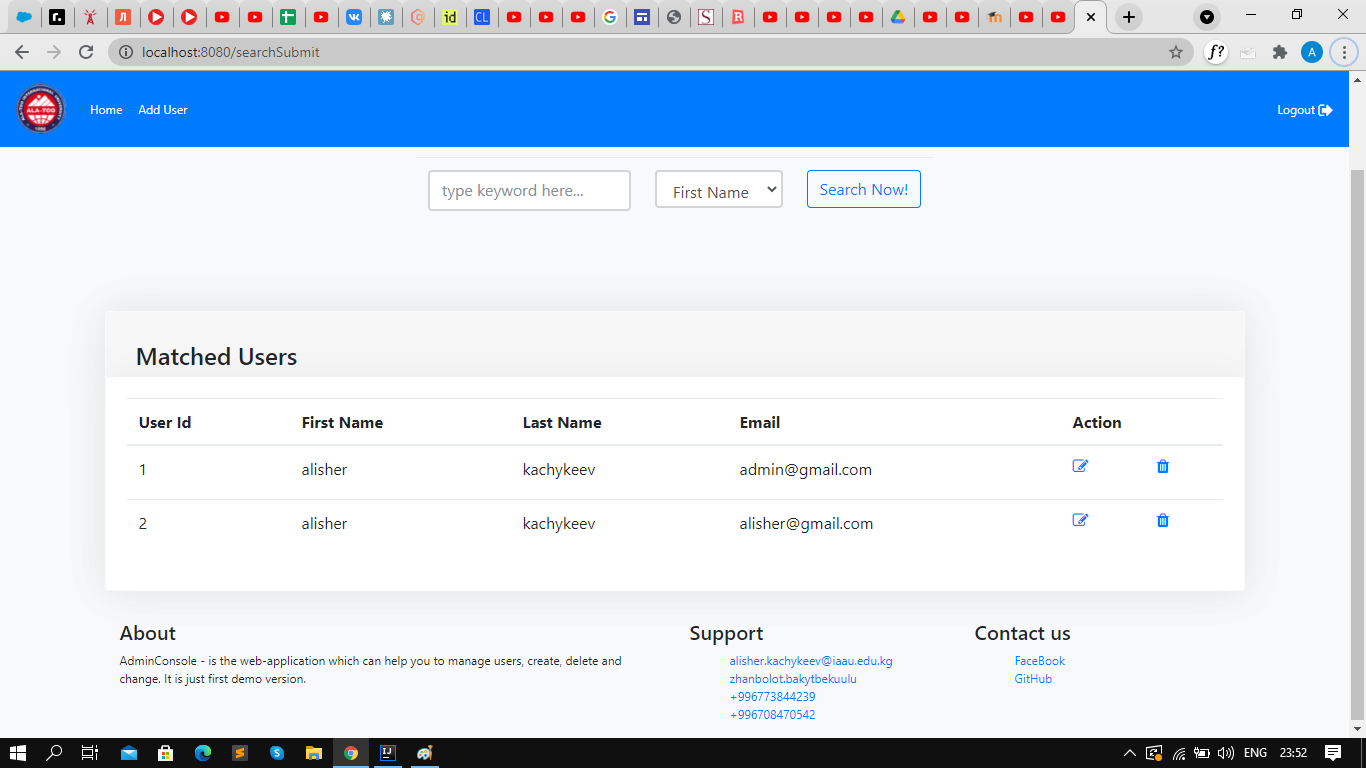 r.
Л
id
CL
S
R
localhost:8080/searchSubmit
f?
A
ALA-TOO
Home Add User Logout
type keyword here... First Name Search Now!
Matched Users
User Id First Name Last Name Email Action
1 alisher kachykeev admin@gmail.com
2 alisher kachykeev alisher@gmail.com
About Support Contact us
AdminConsole - is the web-application which can help you to manage users, create, delete and alisher.kachykeev@iaau.edu.kg FaceBook
change. It is just first demo version. zhanbolot.bakytbekuulu GitHub
+996773844239
+996708470542
ENG 23:52